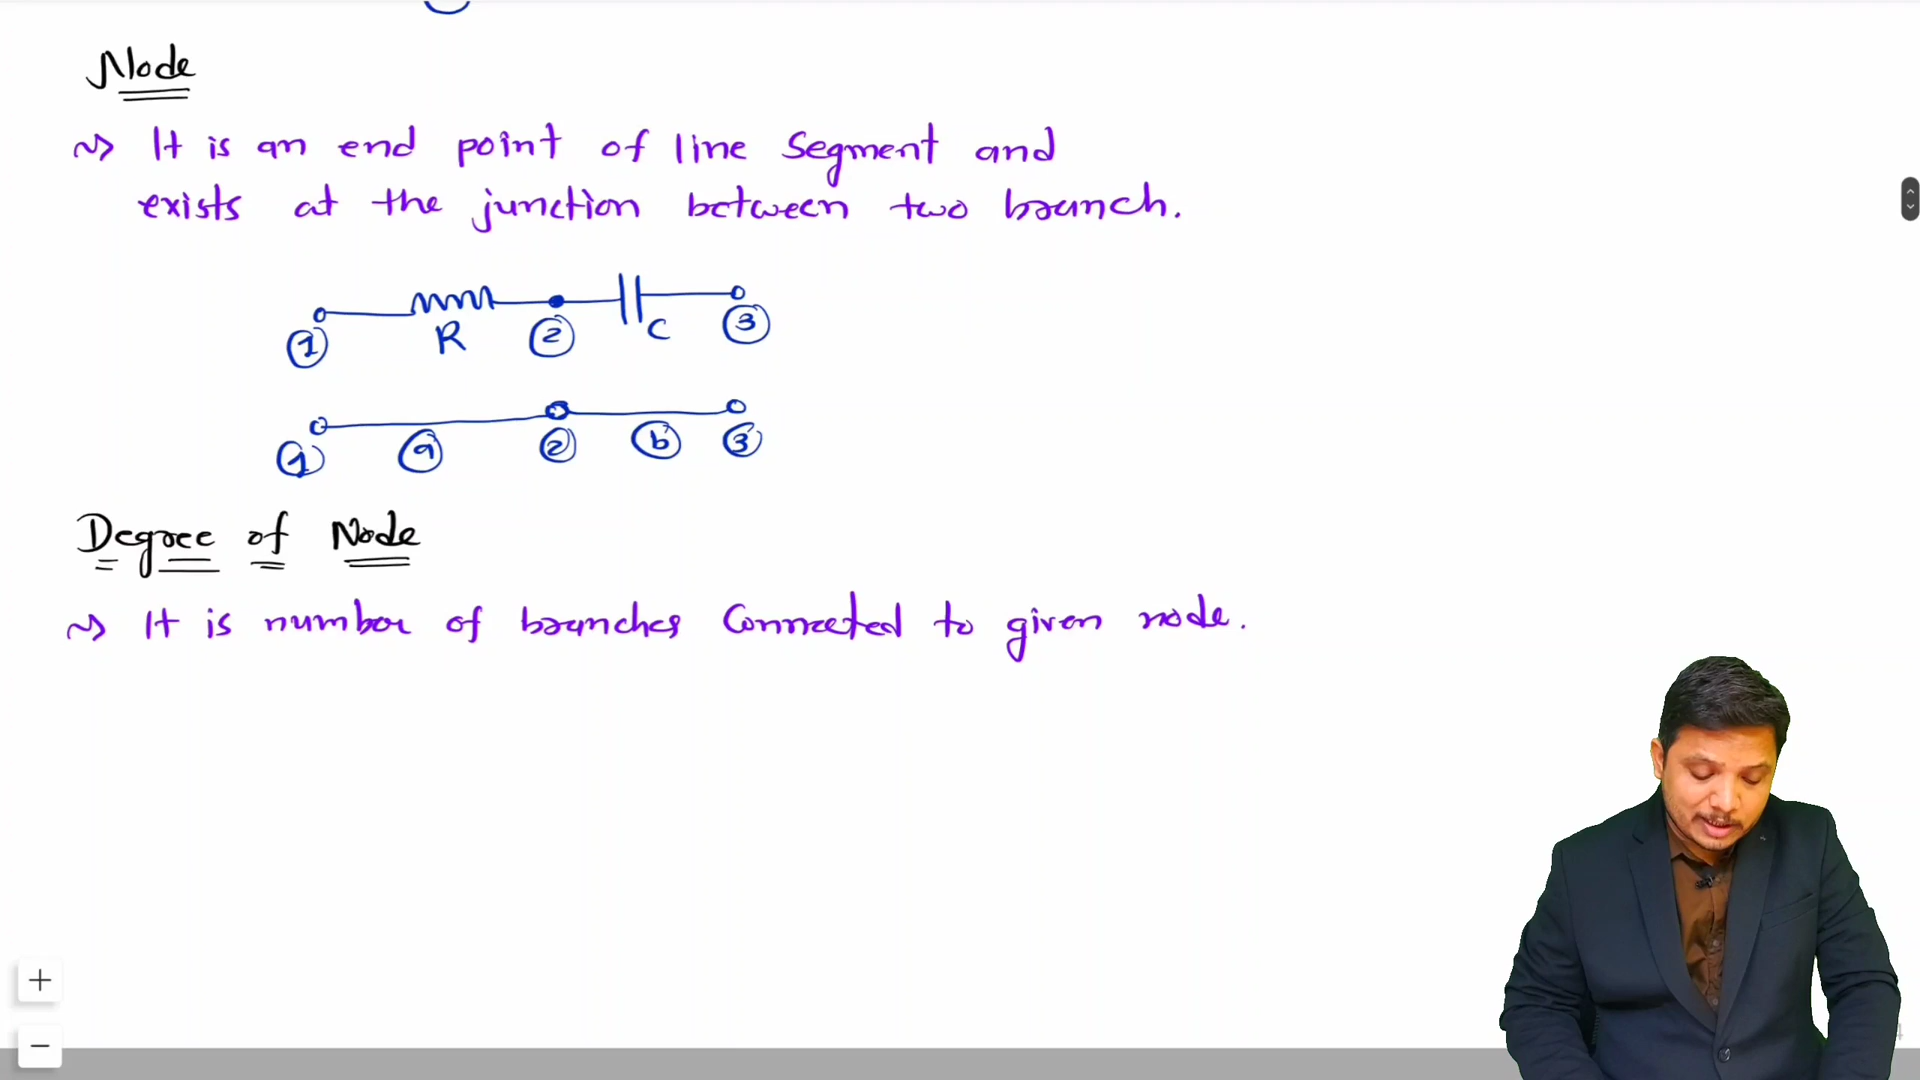 Node
~> It is an end point of line segment and
exists at the junction between two branch.
R
C
1
2
3
a
b
1
2
3
Degree of Node
~> It is number of branches connected to given node.
+
−